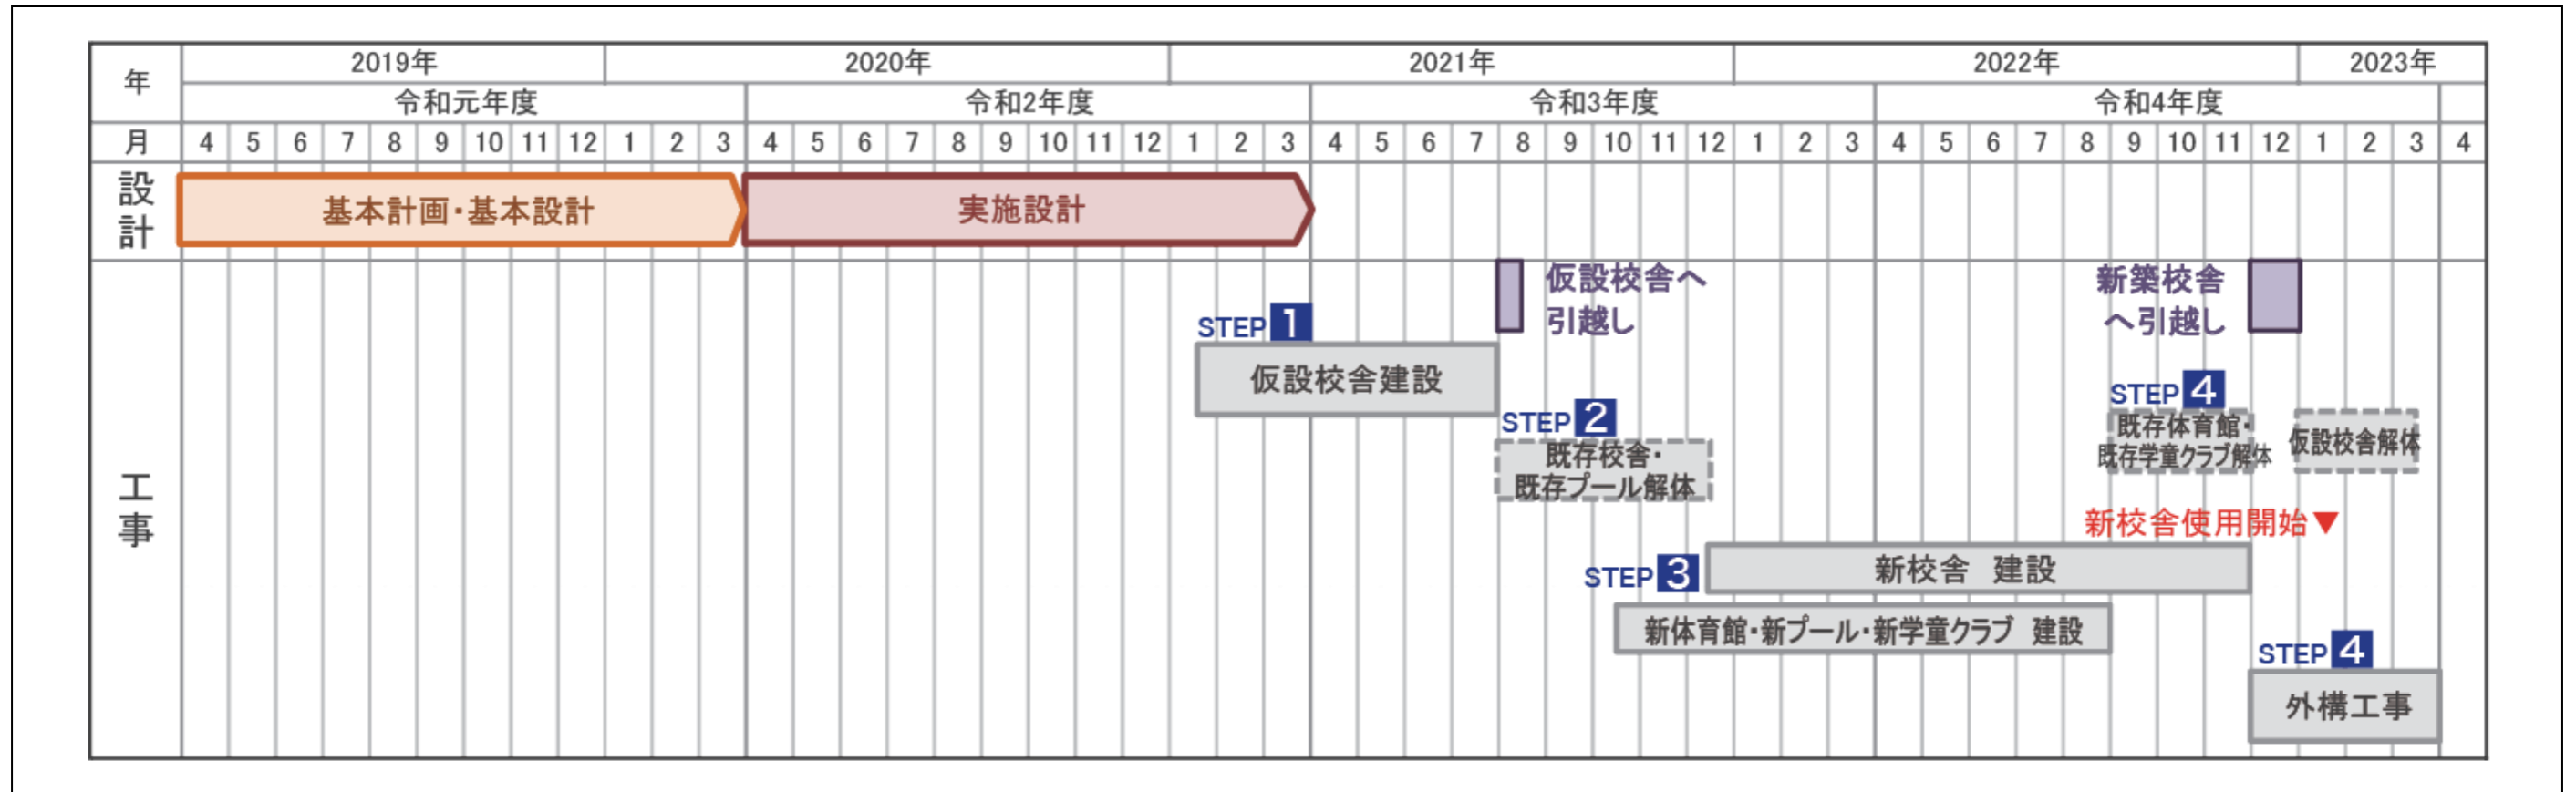 年 2019年 2020年 2021年 2022年 2023年
令和元年度 令和2年度 令和3年度 令和4年度
月 4 5 6 7 8 9 10 11 12 1 2 3 4 5 6 7 8 9 10 11 12 1 2 3 4 5 6 7 8 9 10 11 12 1 2 3 4 5 6 7 8 9 10 11 12 1 2 3 4
設計
基本計画・基本設計
実施設計
工事
仮設校舎へ
引越し
新築校舎
へ引越し
STEP 1
仮設校舎建設
STEP 2
既存校舎・
既存プール解体
STEP 4
既存体育館・
既存学童クラブ解体
仮設校舎解体
新校舎使用開始▼
STEP 3
新校舎 建設
新体育館・新プール・新学童クラブ 建設
STEP 4
外構工事